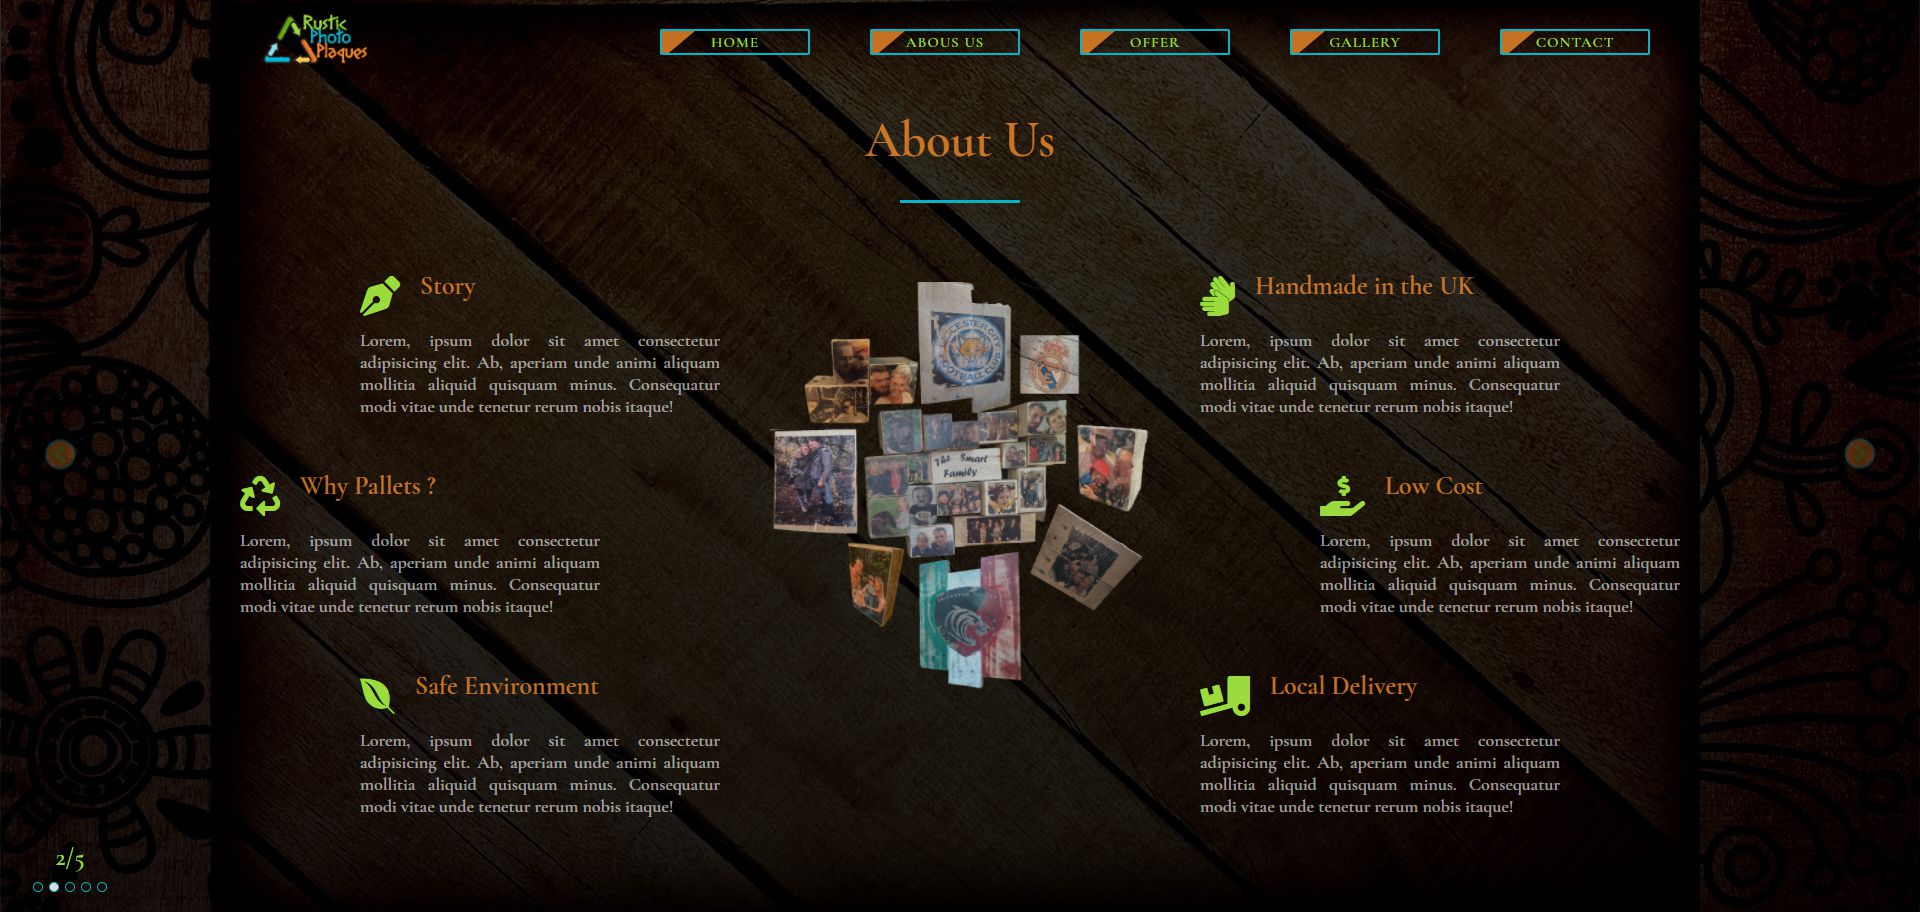 Rustic
Photo
Plaques
HOME
ABOUS US
OFFER
GALLERY
CONTACT
About Us
Story
Lorem, ipsum dolor sit amet consectetur
adipisicing elit. Ab, aperiam unde animi aliquam
mollitia aliquid quisquam minus. Consequatur
modi vitae unde tenetur rerum nobis itaque!
Why Pallets ?
Lorem, ipsum dolor sit amet consectetur
adipisicing elit. Ab, aperiam unde animi aliquam
mollitia aliquid quisquam minus. Consequatur
modi vitae unde tenetur rerum nobis itaque!
Safe Environment
Lorem, ipsum dolor sit amet consectetur
adipisicing elit. Ab, aperiam unde animi aliquam
mollitia aliquid quisquam minus. Consequatur
modi vitae unde tenetur rerum nobis itaque!
The Smart
Family
Handmade in the UK
Lorem, ipsum dolor sit amet consectetur
adipisicing elit. Ab, aperiam unde animi aliquam
mollitia aliquid quisquam minus. Consequatur
modi vitae unde tenetur rerum nobis itaque!
Low Cost
Lorem, ipsum dolor sit amet consectetur
adipisicing elit. Ab, aperiam unde animi aliquam
mollitia aliquid quisquam minus. Consequatur
modi vitae unde tenetur rerum nobis itaque!
Local Delivery
Lorem, ipsum dolor sit amet consectetur
adipisicing elit. Ab, aperiam unde animi aliquam
mollitia aliquid quisquam minus. Consequatur
modi vitae unde tenetur rerum nobis itaque!
2/5